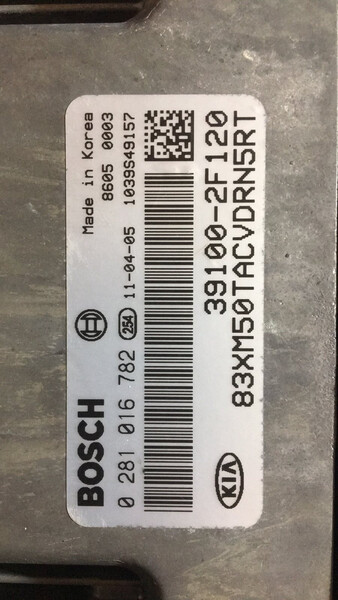 Made in Korea
8605 0003
BOSCH
0 281 016 782 254 11-04-05 1039S49157
39100-2F120
KIA 83XM50TACVDRN5RT